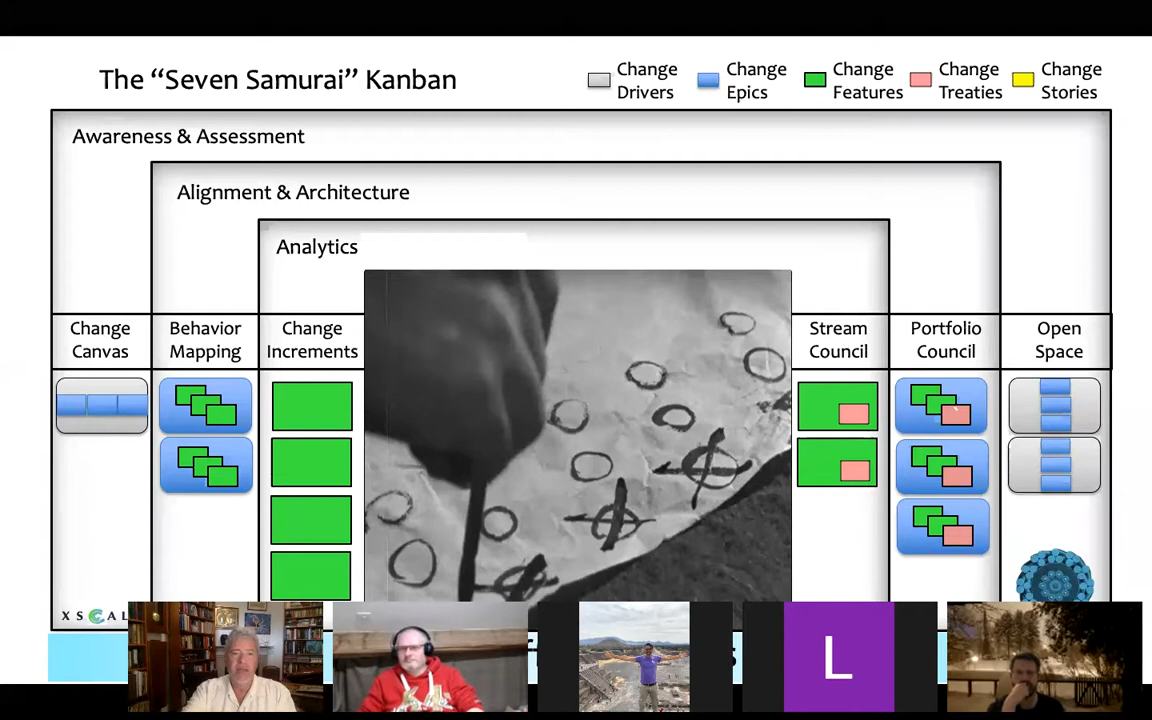 The “Seven Samurai” Kanban
Change
Drivers
Change
Epics
Change
Features
Change
Treaties
Change
Stories
Awareness & Assessment
Alignment & Architecture
Analytics
Change
Canvas
Behavior
Mapping
Change
Increments
Stream
Council
Portfolio
Council
Open
Space
XSCAL
L